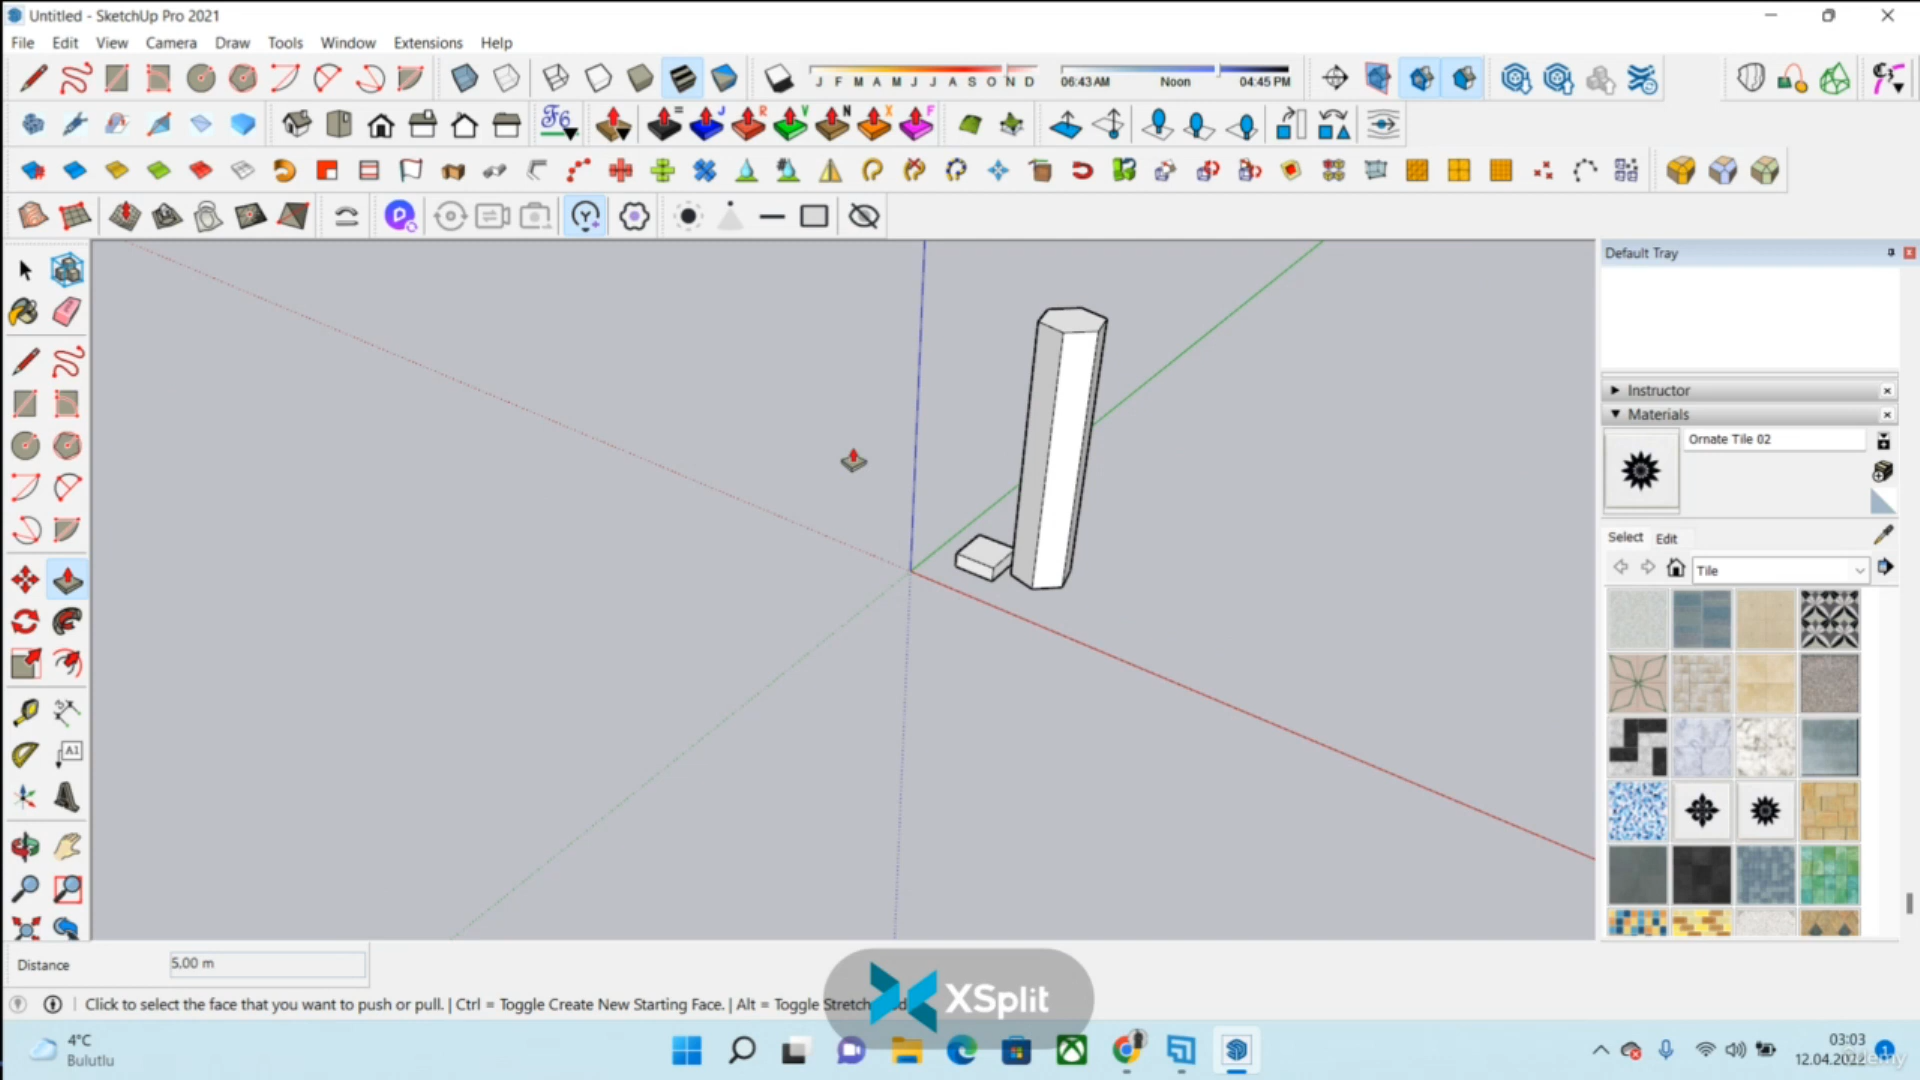 Untitled - SketchUp Pro 2021
File Edit View Camera Draw Tools Window Extensions Help
J F M A M J J A S O N D
06:43 AM Noon 04:45 PM
F6
= J R V N X F
Default Tray
Instructor
Materials
Ornate Tile 02
Select Edit
Tile
A1
Distance 5,00 m
Click to select the face that you want to push or pull. | Ctrl = Toggle Create New Starting Face. | Alt = Toggle Stretch
XSplit
4°C
Bulutlu
03:03
12.04.2022
Udemy